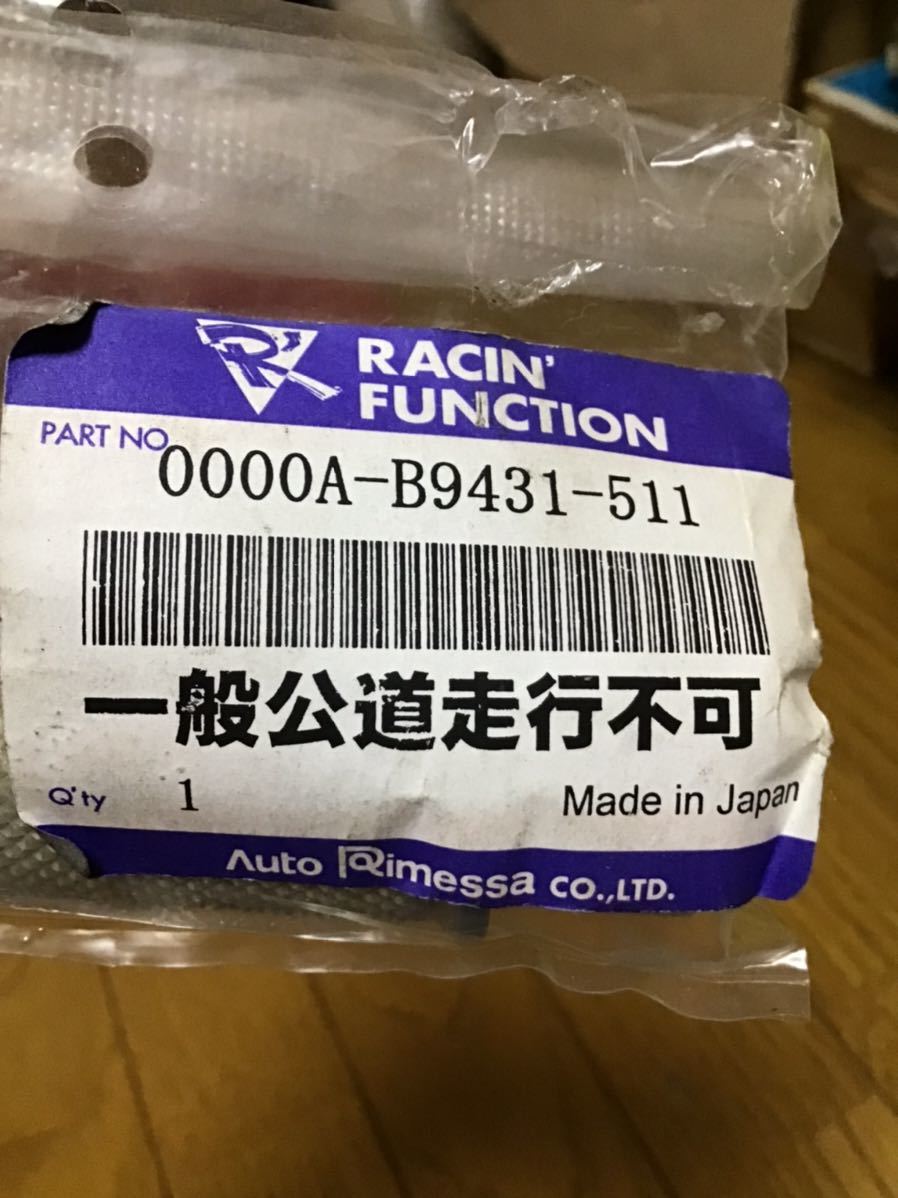 RACIN'
FUNCTION
PART NO 0000A-B9431-511
一般公道走行不可
Q'ty 1 Made in Japan
Auto Rimessa CO.,LTD.